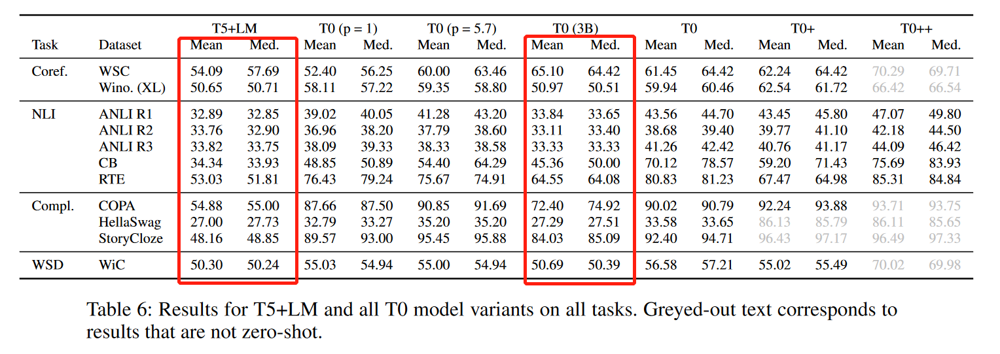 T5+LM T0 (p = 1) T0 (p = 5.7) T0 (3B) T0 T0+ T0++
Task Dataset Mean Med. Mean Med. Mean Med. Mean Med. Mean Med. Mean Med. Mean Med.
Coref. WSC 54.09 57.69 52.40 56.25 60.00 63.46 65.10 64.42 61.45 64.42 62.24 64.42 70.29 69.71
Wino. (XL) 50.65 50.71 58.11 57.22 59.35 58.80 50.97 50.51 59.94 60.46 62.54 61.72 66.42 66.54
NLI ANLI R1 32.89 32.85 39.02 40.05 41.28 43.20 33.84 33.65 43.56 44.70 43.45 45.80 47.07 49.80
ANLI R2 33.76 32.90 36.96 38.20 37.79 38.60 33.11 33.40 38.68 39.40 39.77 41.10 42.18 44.50
ANLI R3 33.82 33.75 38.09 39.33 38.33 38.58 33.33 33.33 41.26 42.42 40.76 41.17 44.09 46.42
CB 34.34 33.93 48.85 50.89 54.40 64.29 45.36 50.00 70.12 78.57 59.20 71.43 75.69 83.93
RTE 53.03 51.81 76.43 79.24 75.67 74.91 64.55 64.08 80.83 81.23 67.47 64.98 85.31 84.84
Compl. COPA 54.88 55.00 87.66 87.50 90.85 91.69 72.40 74.92 90.02 90.79 92.24 93.88 93.71 93.75
HellaSwag 27.00 27.73 32.79 33.27 35.20 35.20 27.29 27.51 33.58 33.65 86.13 85.79 86.11 85.65
StoryCloze 48.16 48.85 89.57 93.00 95.45 95.88 84.03 85.09 92.40 94.71 96.43 97.17 96.49 97.33
WSD WiC 50.30 50.24 55.03 54.94 55.00 54.94 50.69 50.39 56.58 57.21 55.02 55.49 70.02 69.98
Table 6: Results for T5+LM and all T0 model variants on all tasks. Greyed-out text corresponds to
results that are not zero-shot.